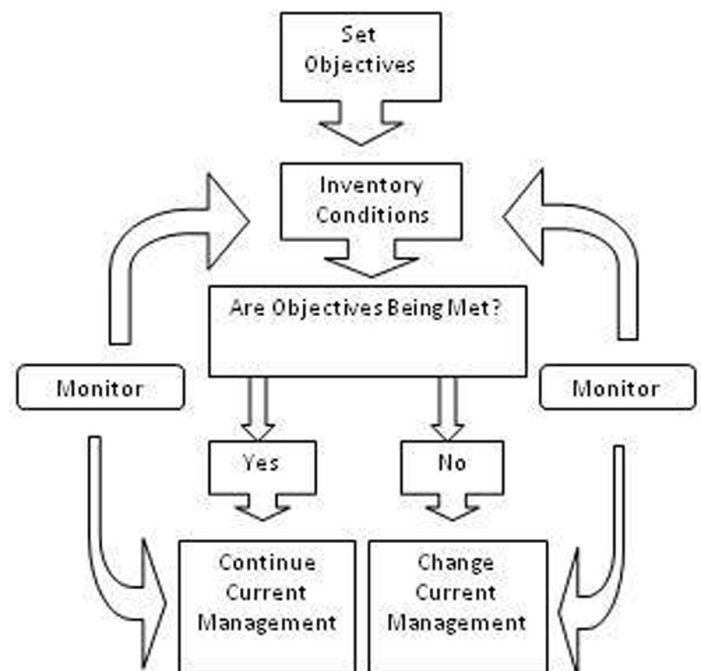 Set
Objectives
Inventory
Conditions
Are Objectives Being Met?
Monitor
Monitor
Yes
No
Continue
Current
Management
Change
Current
Management